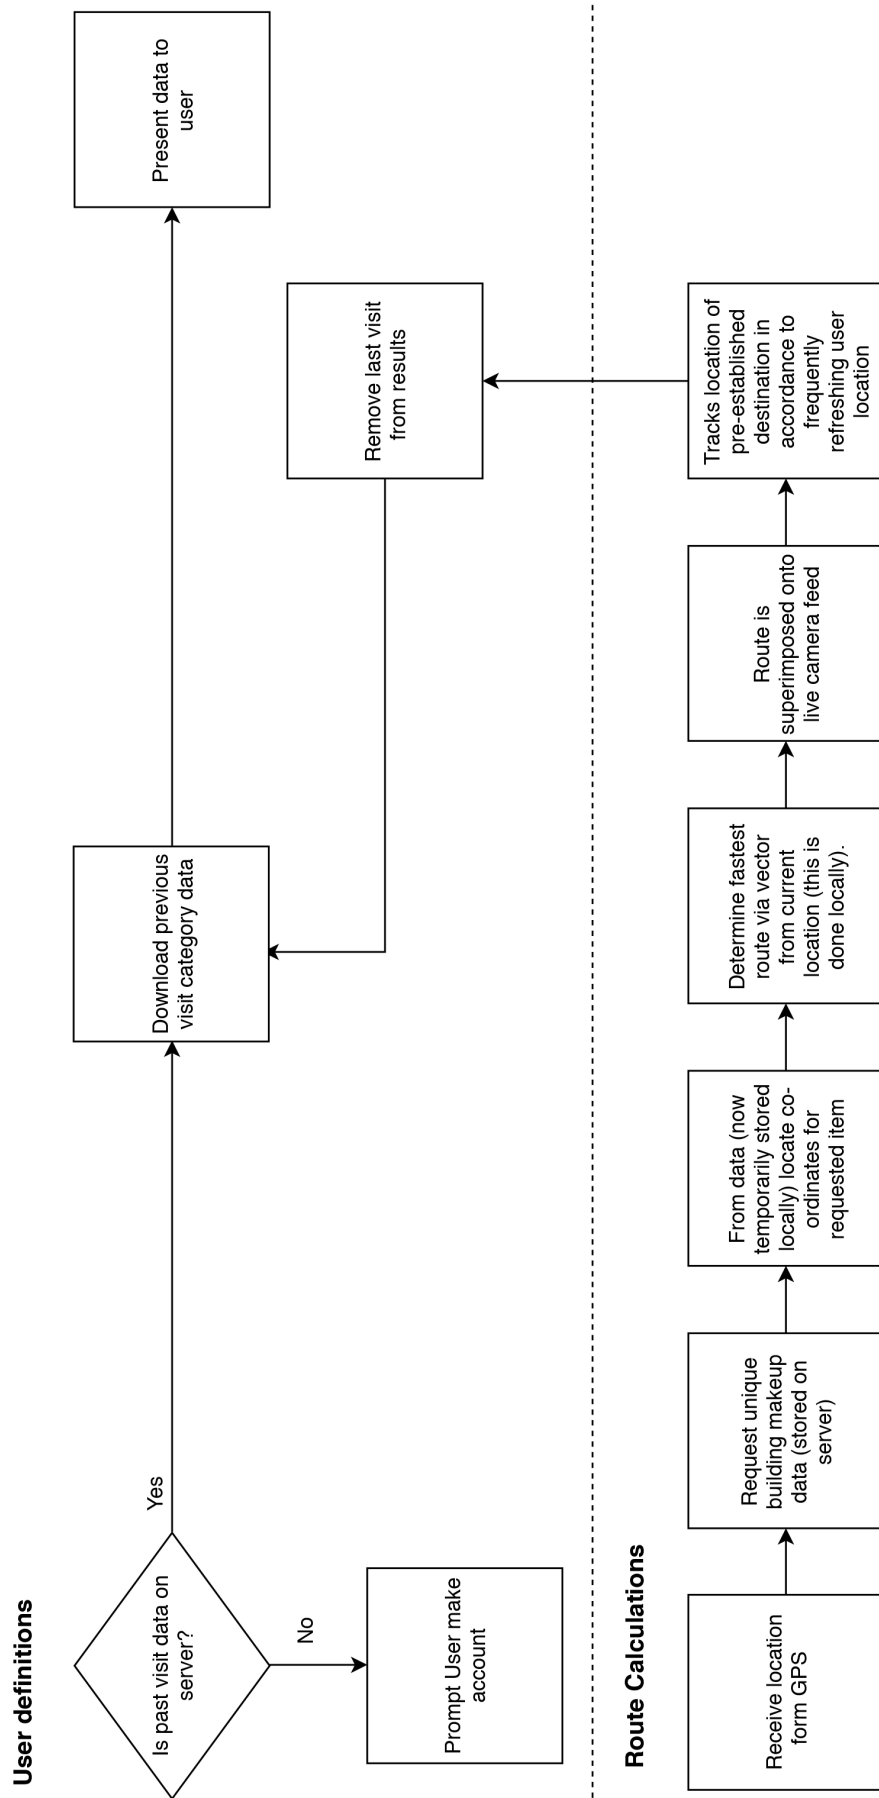 User definitions
Is past visit data on
server?
Yes
No
Prompt User make
account
Download previous
visit category data
Present data to
user
Remove last visit
from results
Route Calculations
Receive location
form GPS
Request unique
building makeup
data (stored on
server)
From data (now
temporarily stored
locally) locate co-
ordinates for
requested item
Determine fastest
route via vector
from current
location (this is
done locally).
Route is
superimposed onto
live camera feed
Tracks location of
pre-established
destination in
accordance to
frequently
refreshing user
location